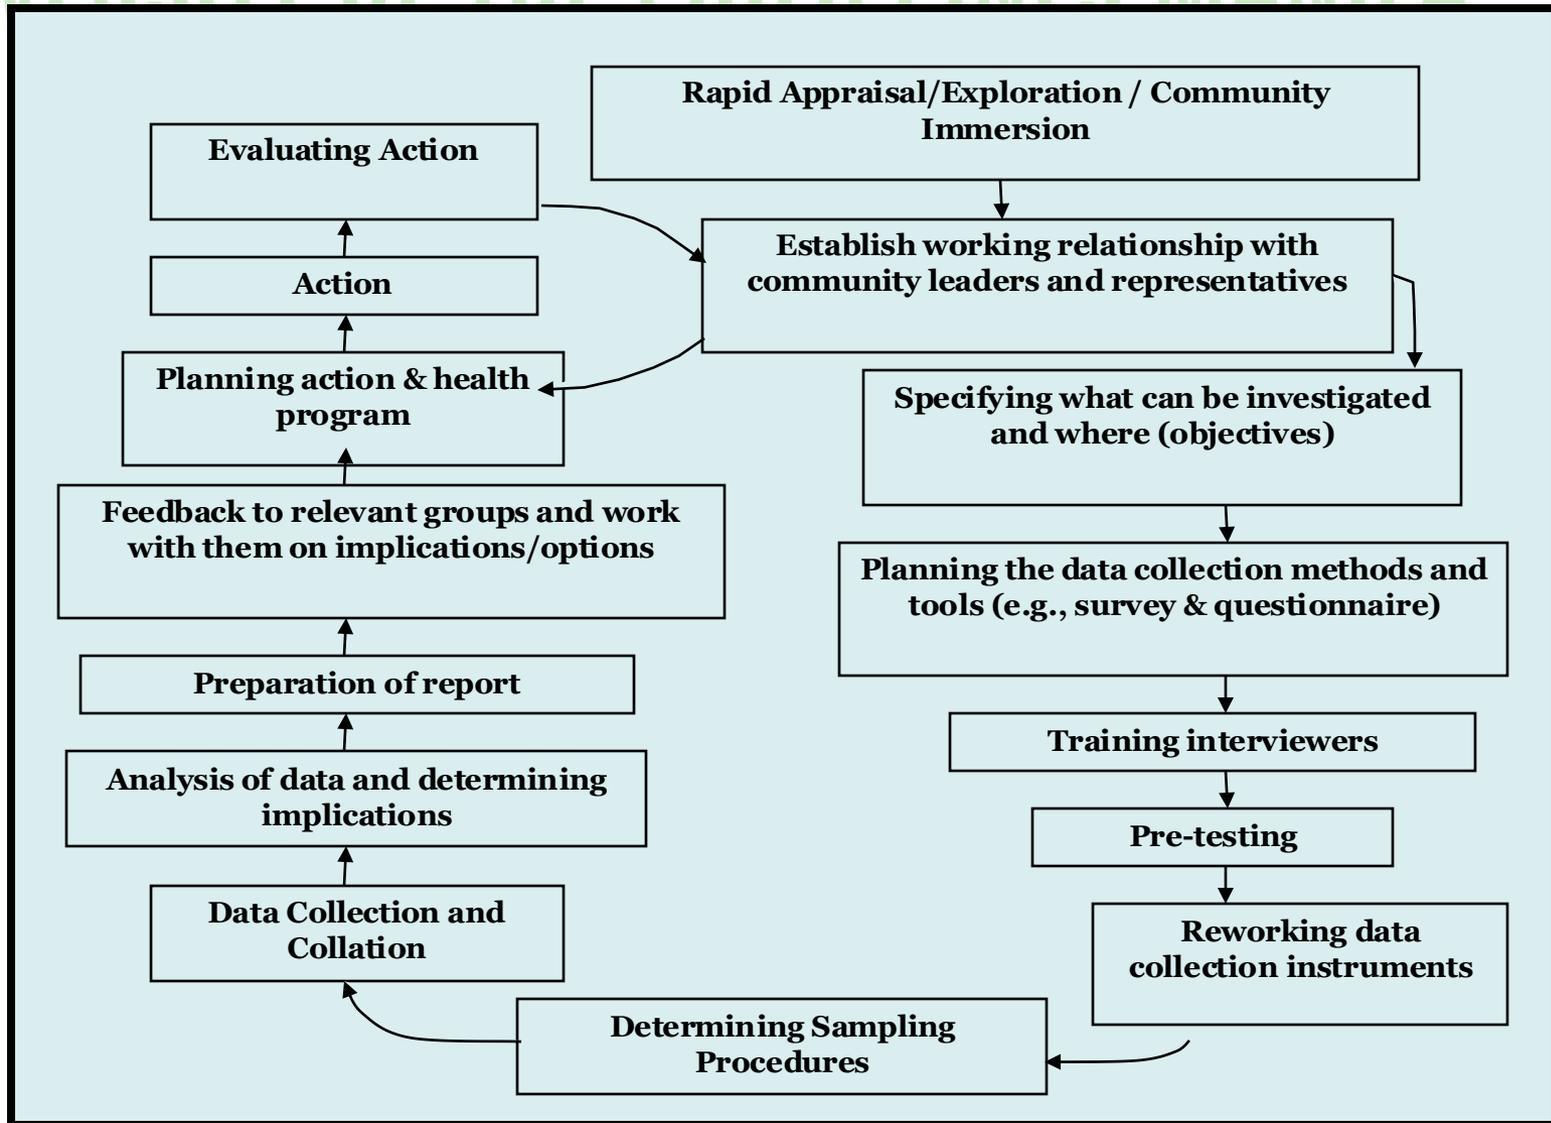 Rapid Appraisal/Exploration / Community
Immersion
Evaluating Action
Establish working relationship with
community leaders and representatives
Action
Planning action & health
program
Specifying what can be investigated
and where (objectives)
Feedback to relevant groups and work
with them on implications/options
Planning the data collection methods and
tools (e.g., survey & questionnaire)
Preparation of report
Training interviewers
Analysis of data and determining
implications
Pre-testing
Data Collection and
Collation
Reworking data
collection instruments
Determining Sampling
Procedures